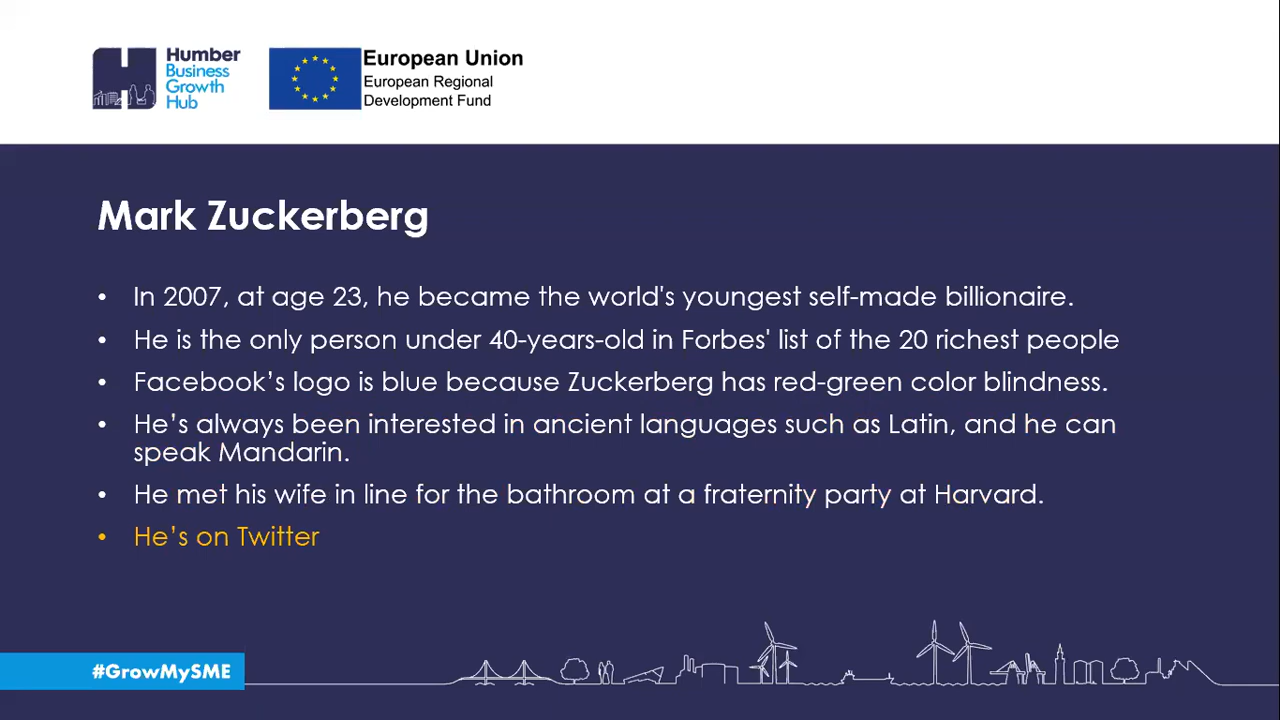 Humber
Business
Growth
Hub
European Union
European Regional
Development Fund
Mark Zuckerberg
• In 2007, at age 23, he became the world's youngest self-made billionaire.
• He is the only person under 40-years-old in Forbes' list of the 20 richest people
• Facebook’s logo is blue because Zuckerberg has red-green color blindness.
• He’s always been interested in ancient languages such as Latin, and he can
speak Mandarin.
• He met his wife in line for the bathroom at a fraternity party at Harvard.
• He’s on Twitter
#GrowMySME